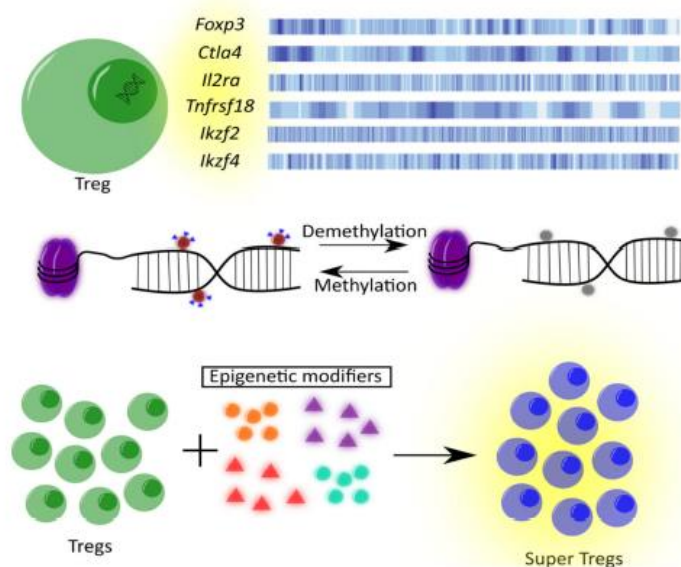 Foxp3
Ctla4
Il2ra
Tnfrsf18
Ikzf2
Ikzf4
Treg
Demethylation
Methylation
Epigenetic modifiers
Tregs
Super Tregs